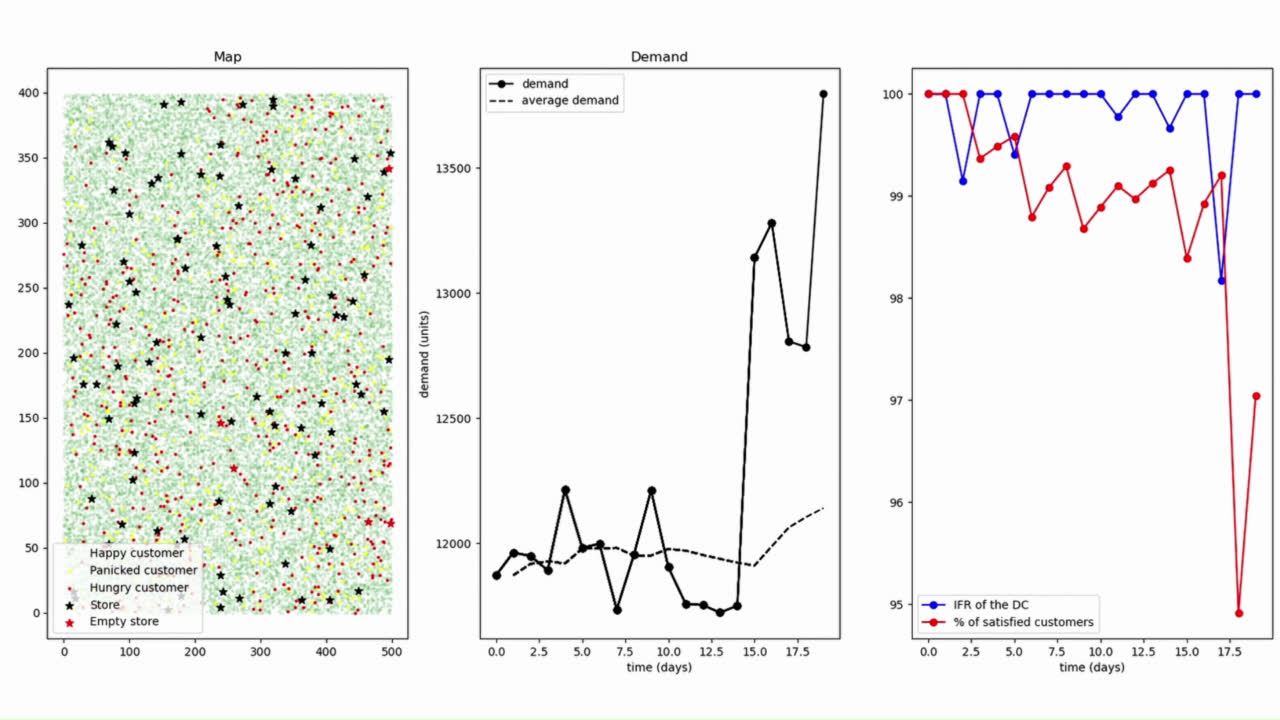 Map
400
350
300
250
200
150
100
50
0
0 100 200 300 400 500
Happy customer
Panicked customer
Hungry customer
Store
Empty store
Demand
demand
average demand
demand (units)
13500
13000
12500
12000
0.0 2.5 5.0 7.5 10.0 12.5 15.0 17.5
time (days)
100
99
98
97
96
95
IFR of the DC
% of satisfied customers
0.0 2.5 5.0 7.5 10.0 12.5 15.0 17.5
time (days)